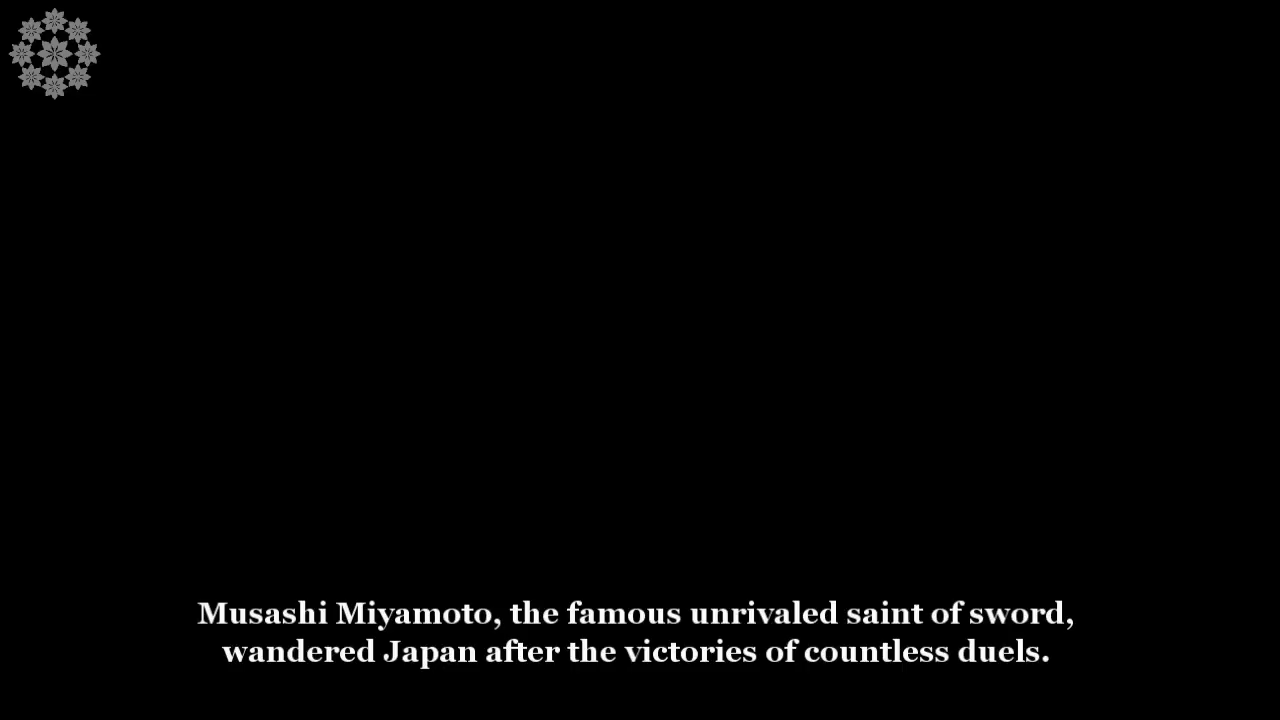 Musashi Miyamoto, the famous unrivaled saint of sword,
wandered Japan after the victories of countless duels.